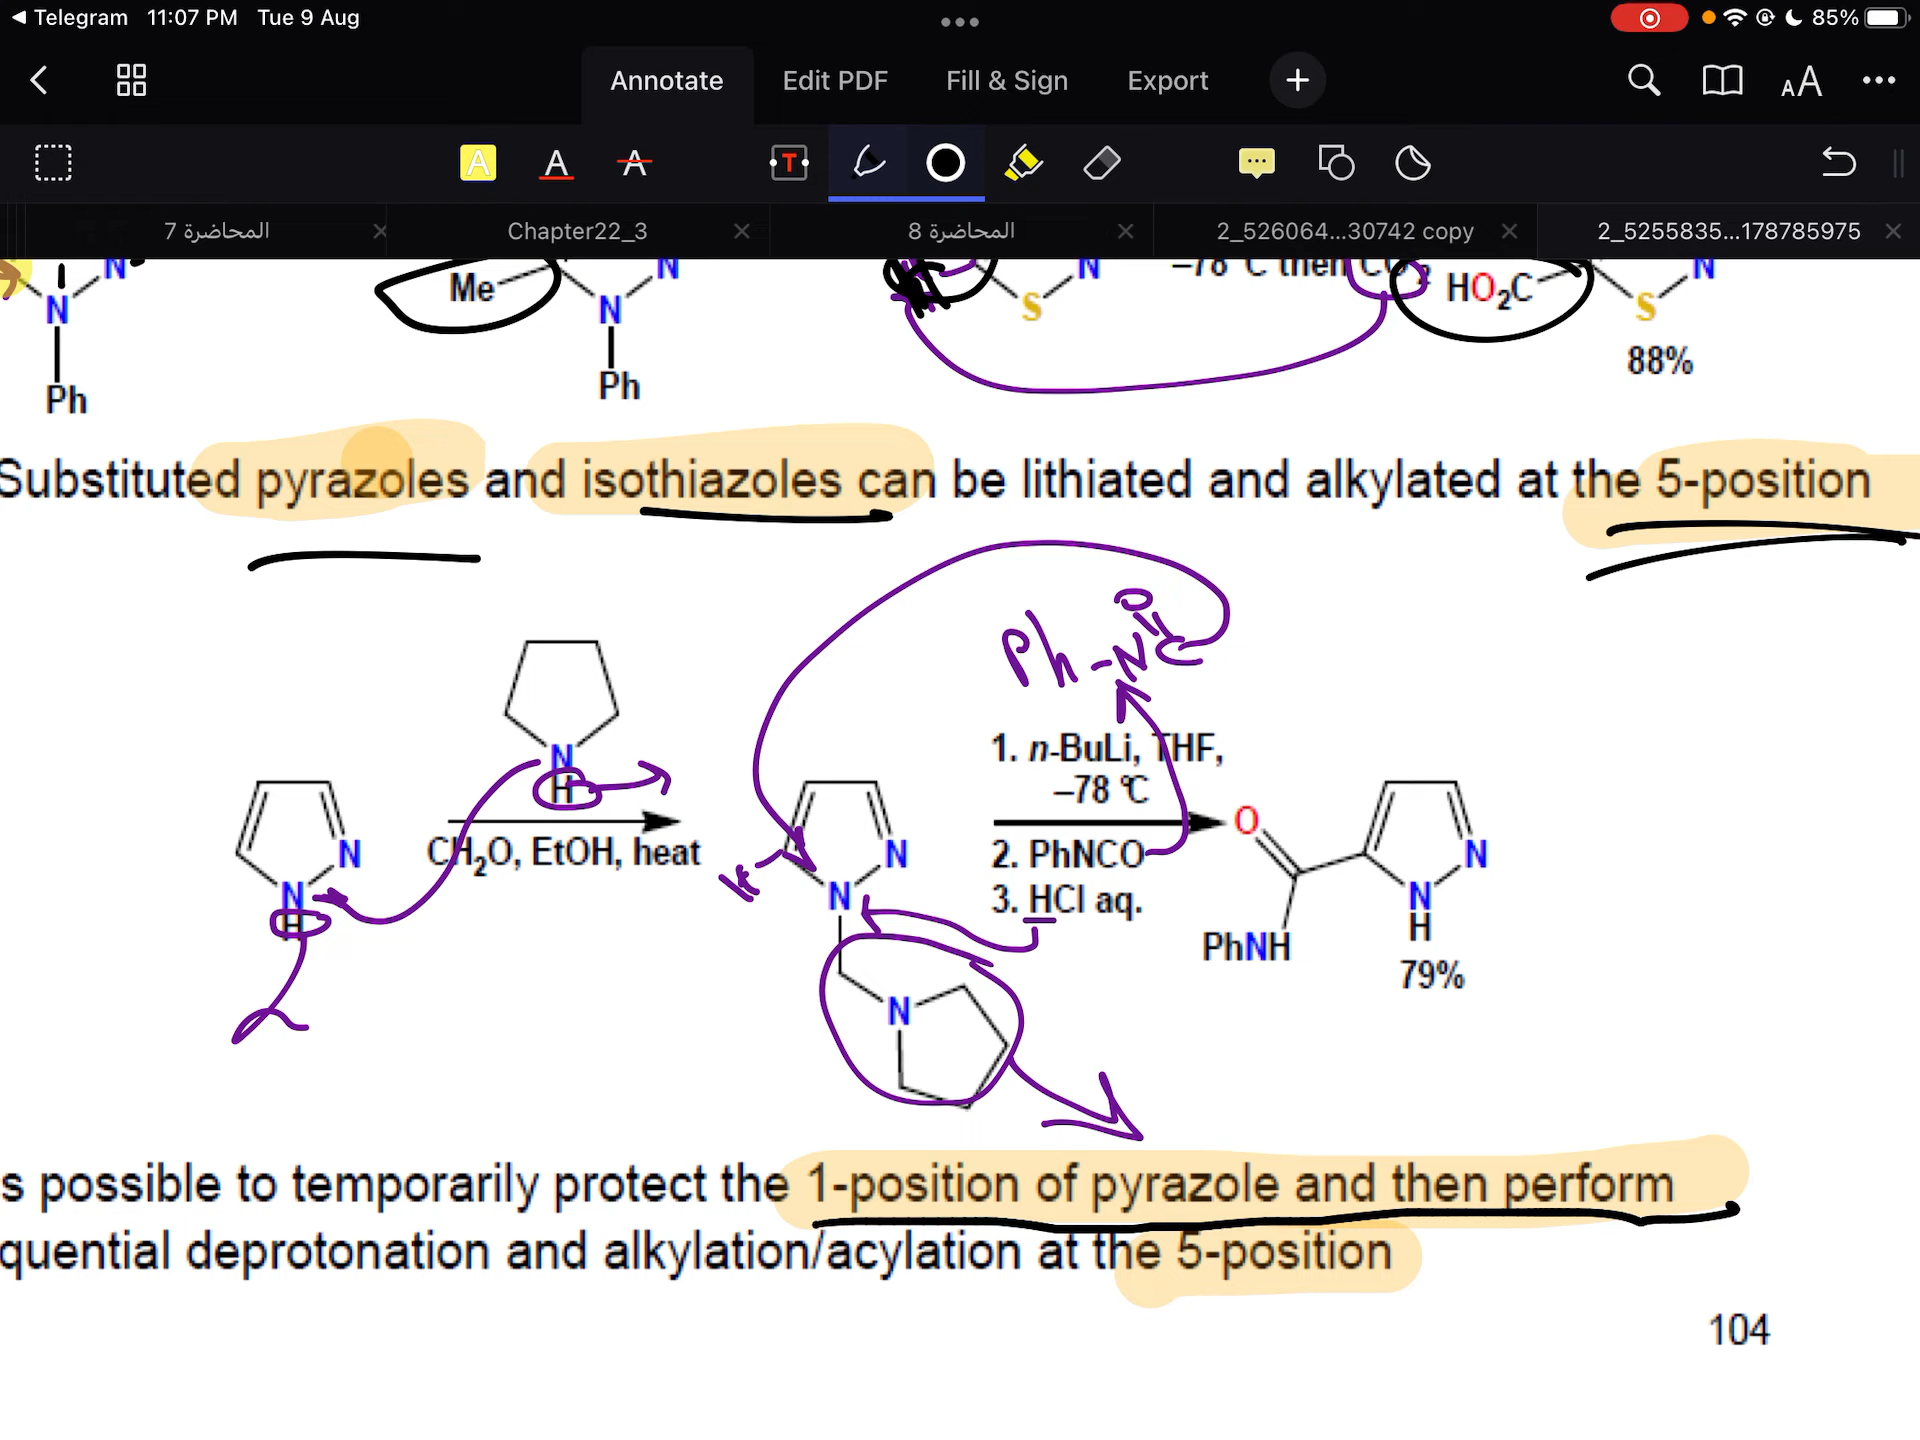 Telegram 11:07 PM Tue 9 Aug 85%
Annotate Edit PDF Fill & Sign Export
A A A T AA
المحاضرة 7 Chapter22_3 المحاضرة 8 2_526064...30742 copy 2_5255835...178785975
N N S N –78 °C then CO2 N
N Me N HO2C S
Ph Ph 88%
Substituted pyrazoles and isothiazoles can be lithiated and alkylated at the 5-position
O
Ph-N C
N
H
1. n-BuLi, THF,
–78 °C
O
N CH2O, EtOH, heat N 2. PhNCO N
N H N 3. HCl aq. N
H H
PhNH
79%
N
s possible to temporarily protect the 1-position of pyrazole and then perform
quential deprotonation and alkylation/acylation at the 5-position
104